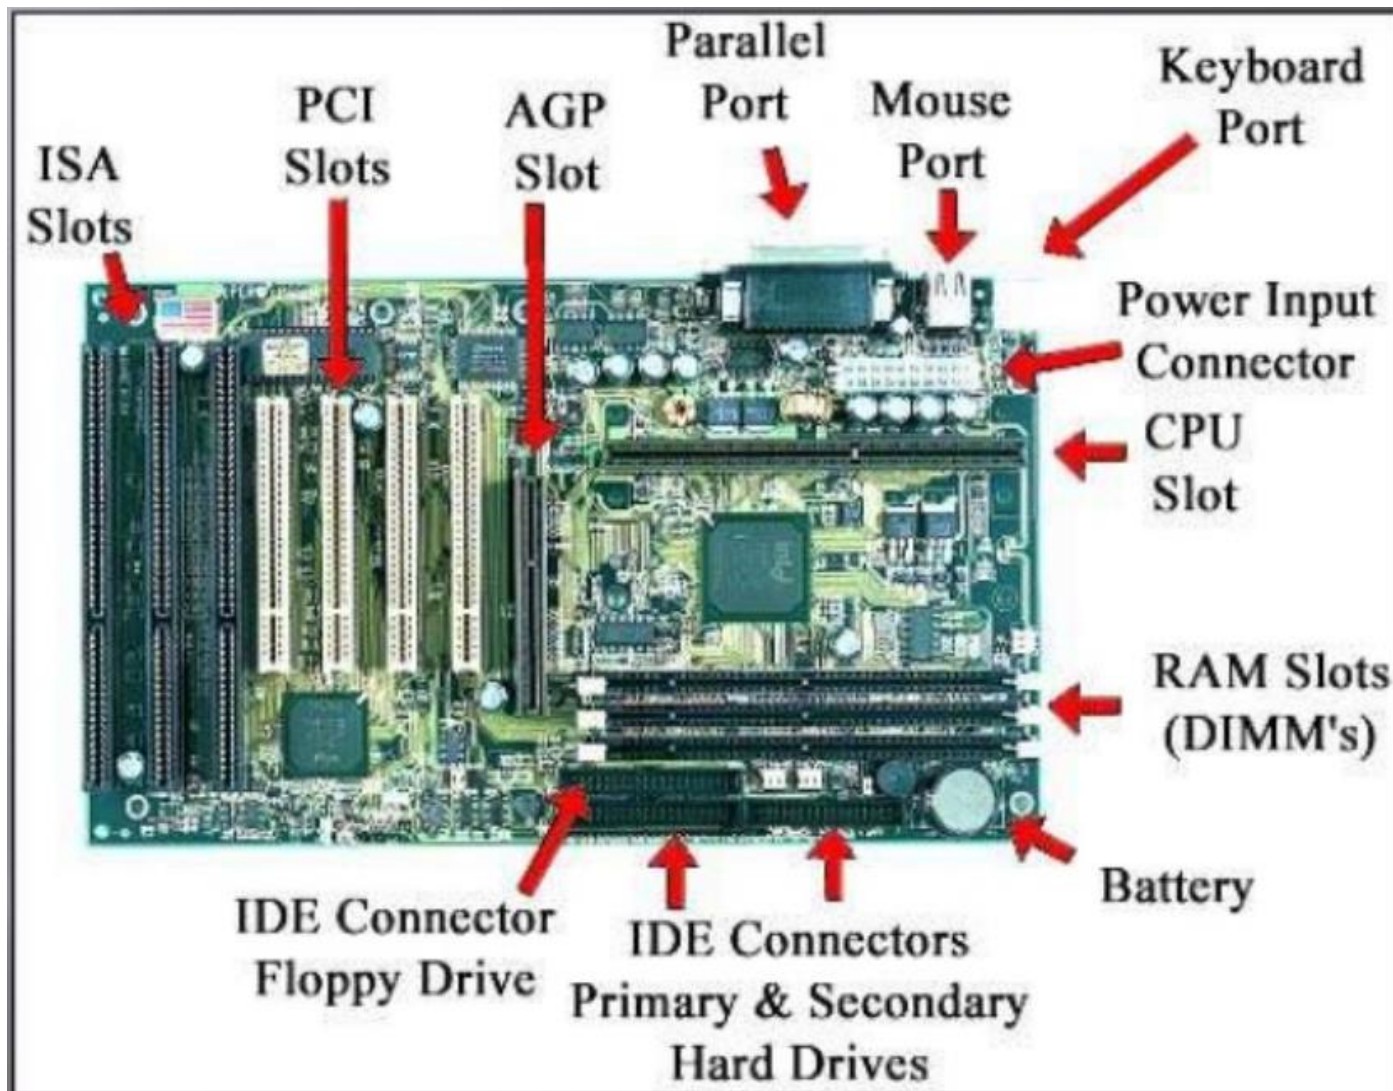 Parallel
Port
Keyboard
Port
PCI
Slots
AGP
Slot
Mouse
Port
ISA
Slots
Power Input
Connector
CPU
Slot
RAM Slots
(DIMM's)
Battery
IDE Connector
Floppy Drive
IDE Connectors
Primary & Secondary
Hard Drives